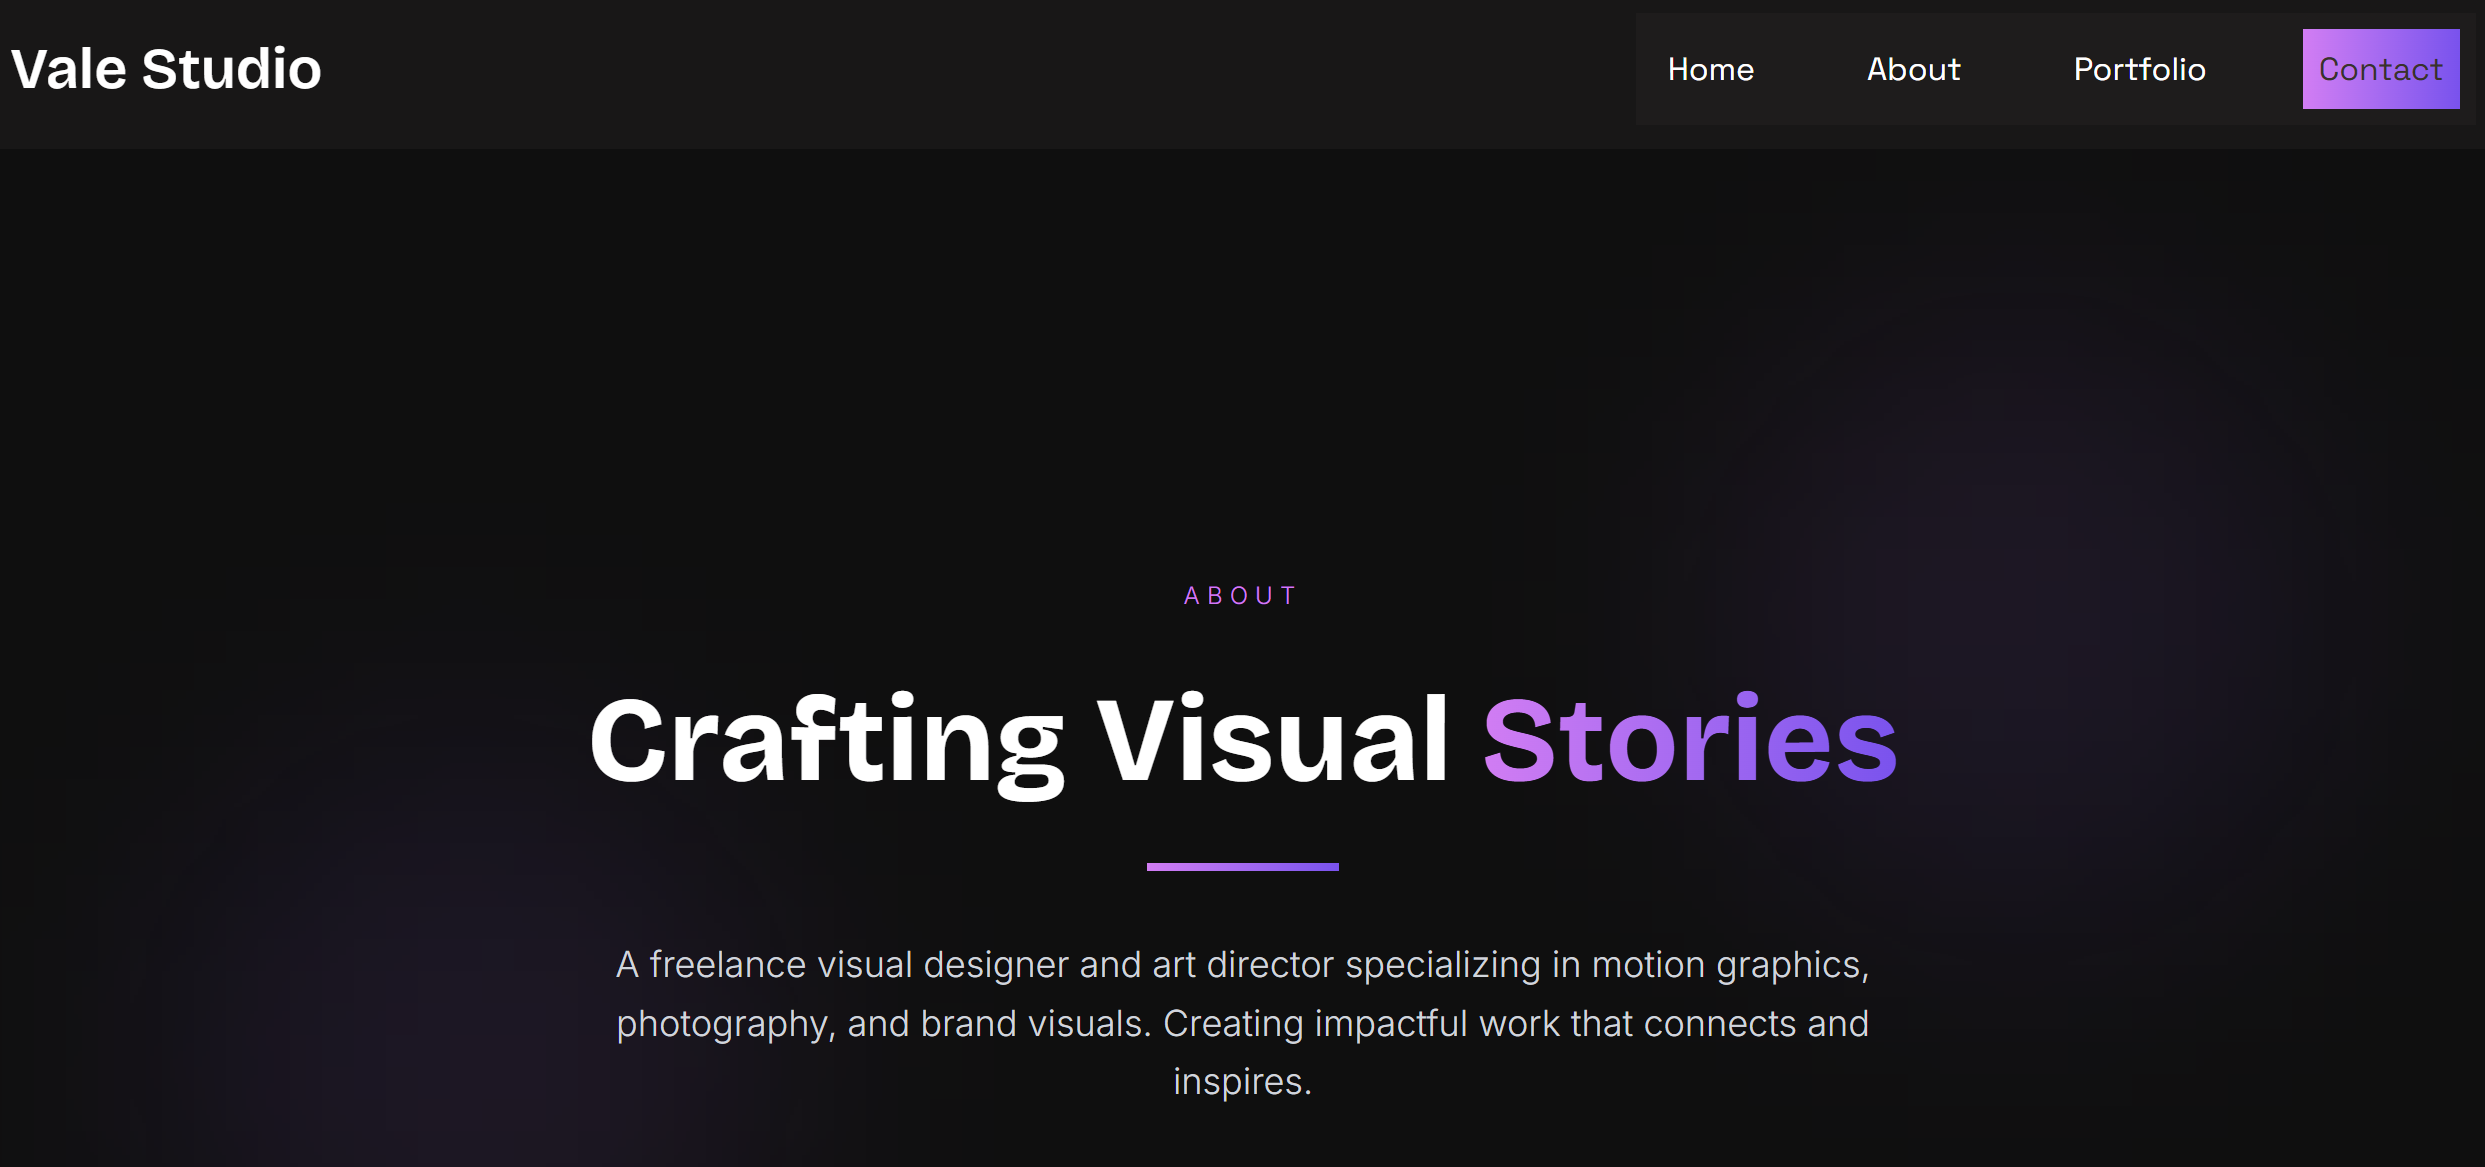 Vale Studio
Home About Portfolio Contact
ABOUT
Crafting Visual Stories
A freelance visual designer and art director specializing in motion graphics,
photography, and brand visuals. Creating impactful work that connects and
inspires.